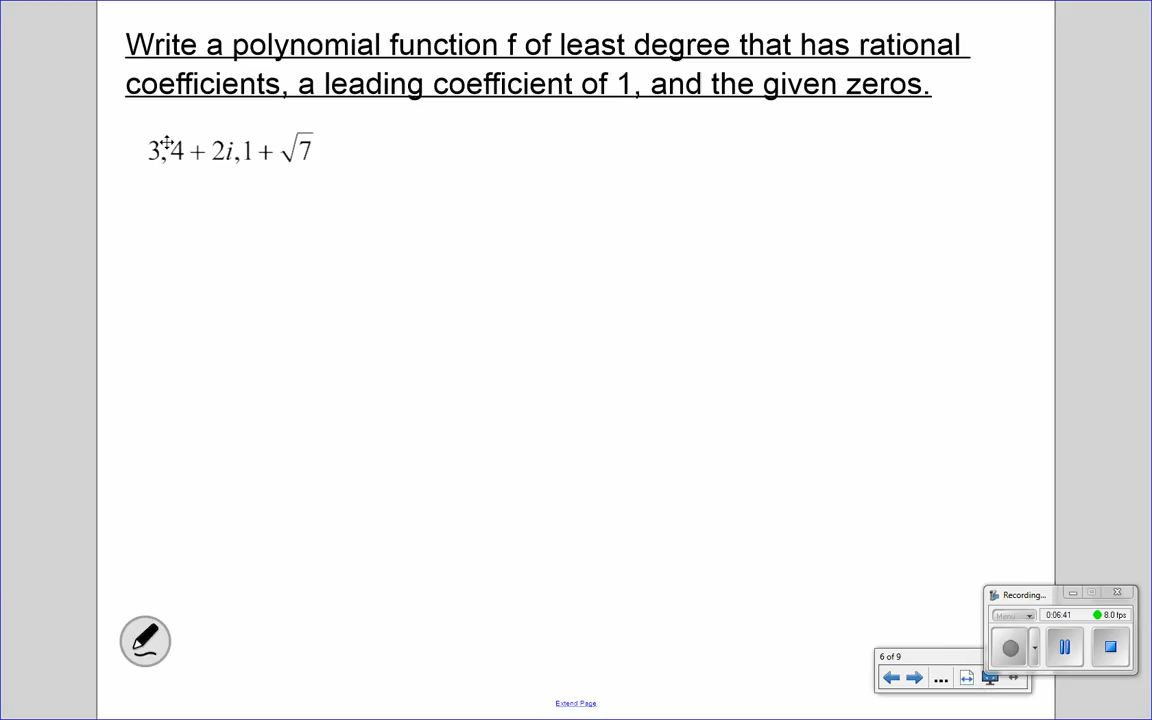 Write a polynomial function f of least degree that has rational
coefficients, a leading coefficient of 1, and the given zeros.
3, 4 + 2i, 1 + √7
Recording...
Menu
0:06:41
8.0 fps
6 of 9
...
Extend Page